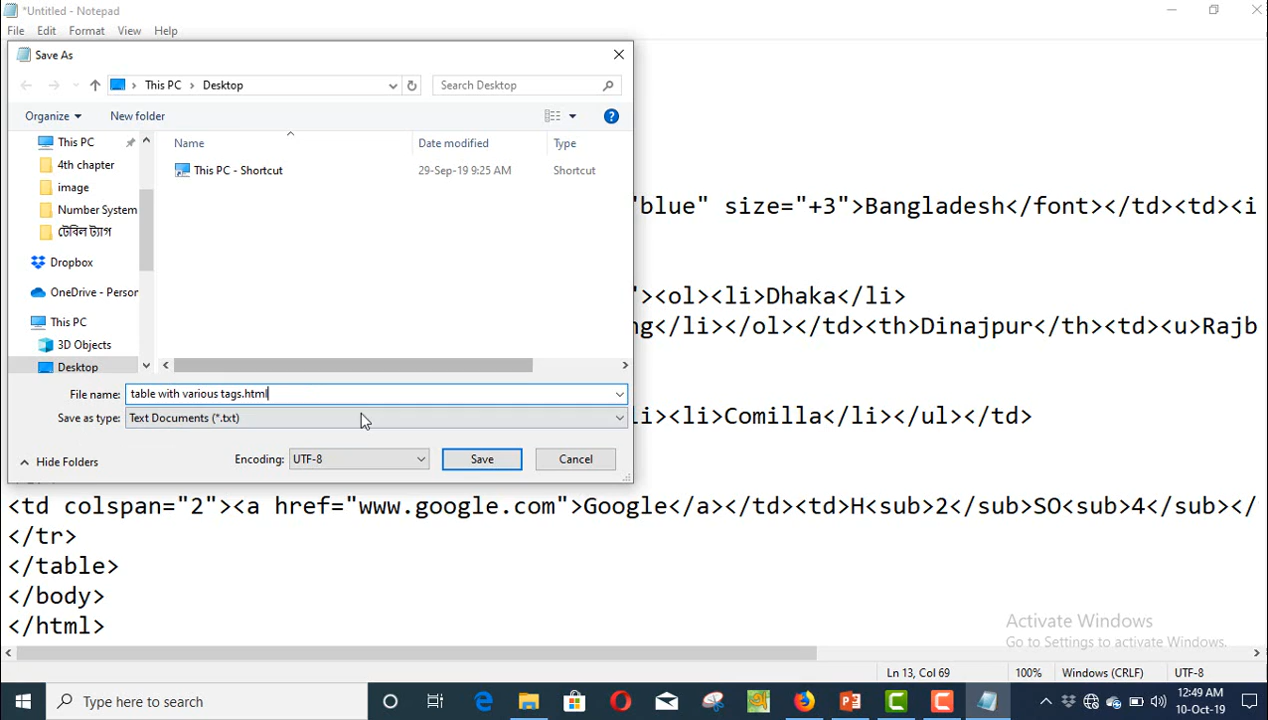 *Untitled - Notepad
File Edit Format View Help
Save As
This PC > Desktop
Search Desktop
Organize New folder
This PC
4th chapter
image
Number System
টেবিল ট্যাগ
Dropbox
OneDrive - Person
This PC
3D Objects
Desktop
Name Date modified Type
This PC - Shortcut 29-Sep-19 9:25 AM Shortcut
File name: table with various tags.html
Save as type: Text Documents (*.txt)
Hide Folders Encoding: UTF-8 Save Cancel
"blue" size="+3">Bangladesh</font></td><td><i
"><ol><li>Dhaka</li>
ng</li></ol></td><th>Dinajpur</th><td><u>Rajb
li><li>Comilla</ul></td>
<td colspan="2"><a href="www.google.com">Google</a></td><td>H<sub>2</sub>SO<sub>4</sub></
</tr>
</table>
</body>
</html>
Activate Windows
Go to Settings to activate Windows.
Ln 13, Col 69 100% Windows (CRLF) UTF-8
Type here to search
12:49 AM
10-Oct-19